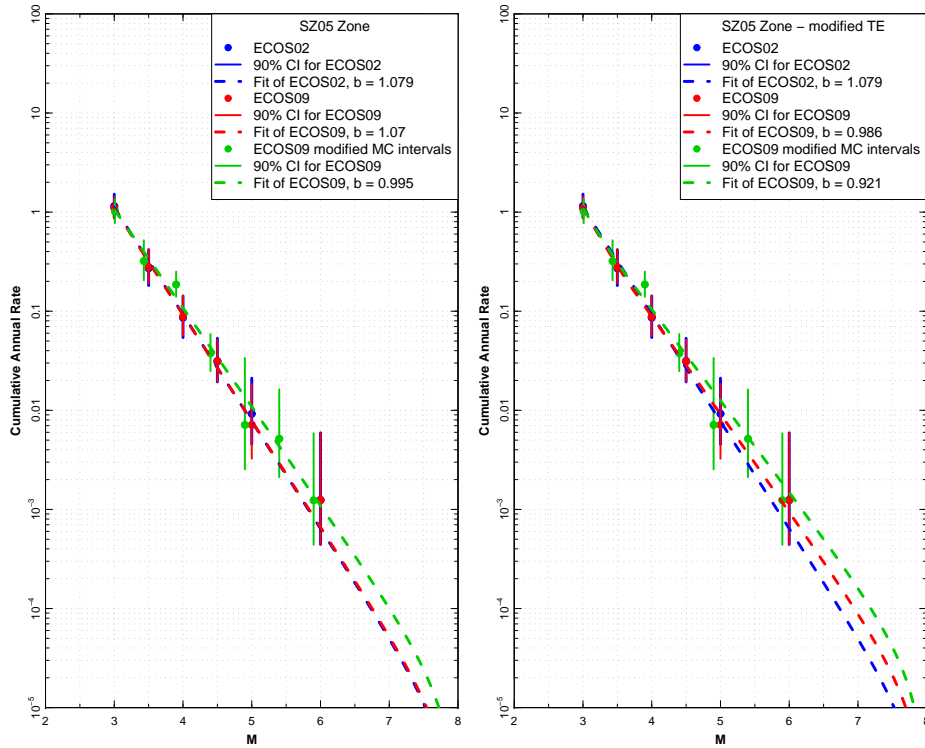 SZ05 Zone
ECOS02
90% CI for ECOS02
Fit of ECOS02, b = 1.079
ECOS09
90% CI for ECOS09
Fit of ECOS09, b = 1.07
ECOS09 modified MC intervals
90% CI for ECOS09
Fit of ECOS09, b = 0.995
Cumulative Annual Rate
100
10
1
0.1
0.01
10⁻³
10⁻⁴
10⁻⁵
2 3 4 5 6 7 8
M
SZ05 Zone − modified TE
ECOS02
90% CI for ECOS02
Fit of ECOS02, b = 1.079
ECOS09
90% CI for ECOS09
Fit of ECOS09, b = 0.986
ECOS09 modified MC intervals
90% CI for ECOS09
Fit of ECOS09, b = 0.921
Cumulative Annual Rate
100
10
1
0.1
0.01
10⁻³
10⁻⁴
10⁻⁵
2 3 4 5 6 7 8
M